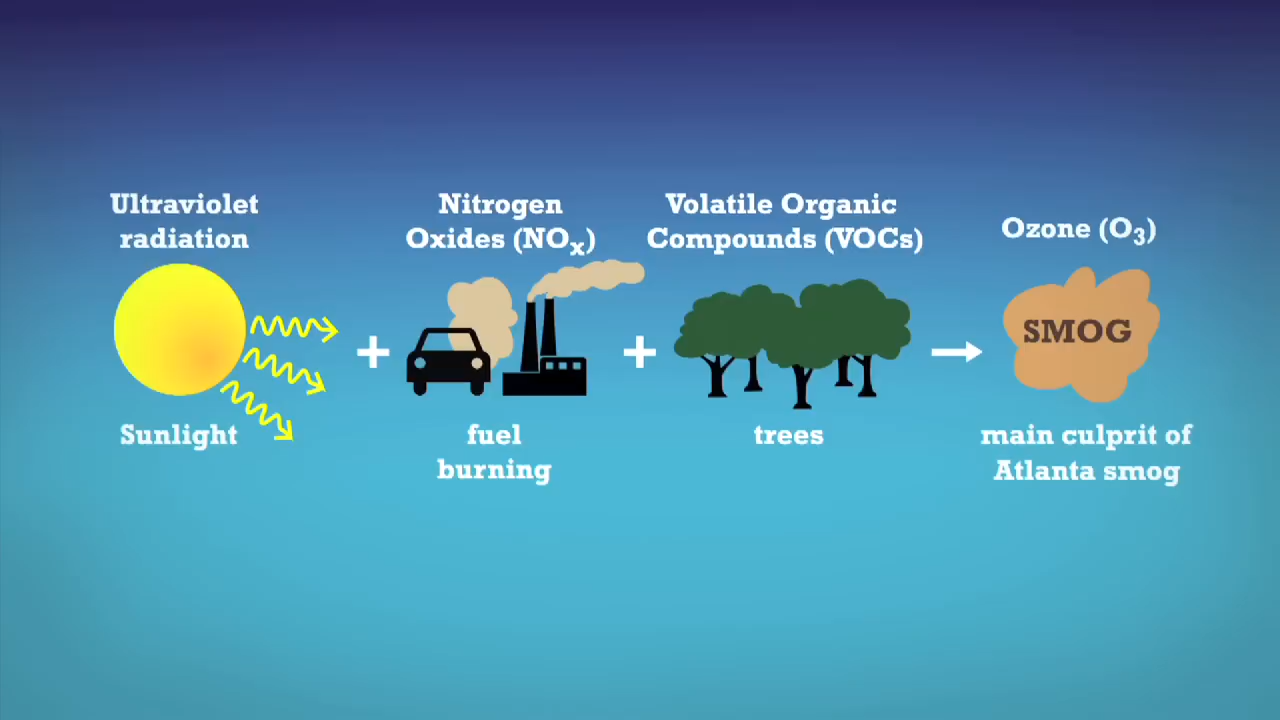 Ultraviolet
radiation
Sunlight
Nitrogen
Oxides (NOₓ)
fuel
burning
Volatile Organic
Compounds (VOCs)
trees
Ozone (O₃)
SMOG
main culprit of
Atlanta smog